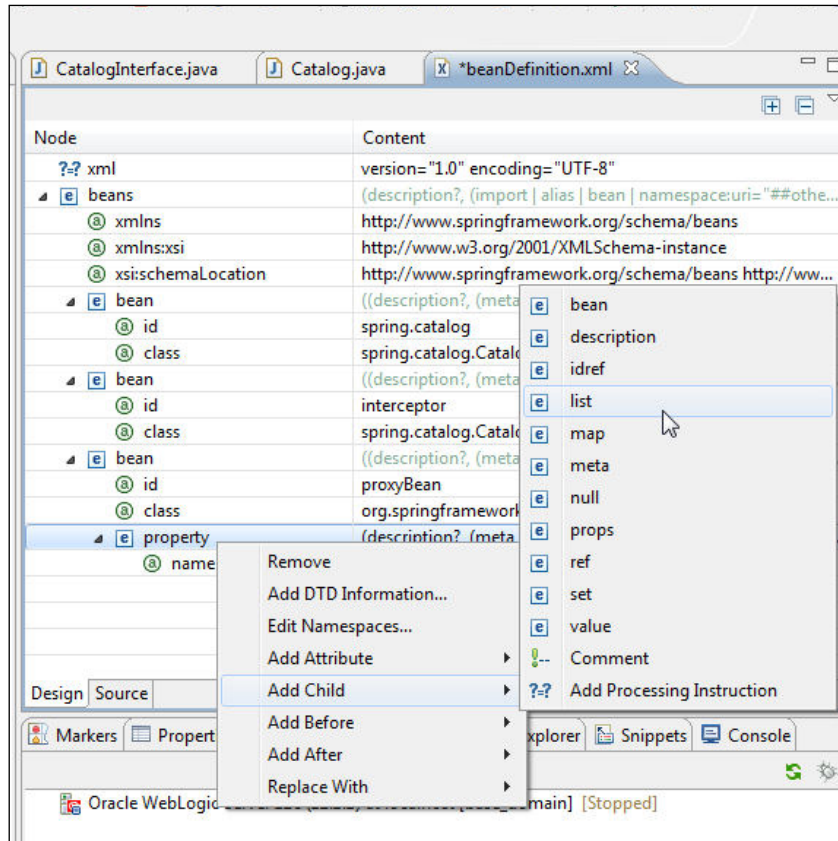 CatalogInterface.java Catalog.java *beanDefinition.xml
Node Content
?=? xml version="1.0" encoding="UTF-8"
e beans (description?, (import | alias | bean | namespace:uri="##othe...
a xmlns http://www.springframework.org/schema/beans
a xmlns:xsi http://www.w3.org/2001/XMLSchema-instance
a xsi:schemaLocation http://www.springframework.org/schema/beans http://ww...
e bean ((description?, (meta
a id spring.catalog
a class spring.catalog.Catalo
e bean ((description?, (meta
a id interceptor
a class spring.catalog.Catalo
e bean ((description?, (meta
a id proxyBean
a class org.springframework
e property (description?, (meta
a name
Remove
Add DTD Information...
Edit Namespaces...
Add Attribute
Add Child
Add Before
Add After
Replace With
e bean
e description
e idref
e list
e map
e meta
e null
e props
e ref
e set
e value
!-- Comment
?=? Add Processing Instruction
Design Source
Markers Propert xplorer Snippets Console
Oracle WebLogic main] [Stopped]